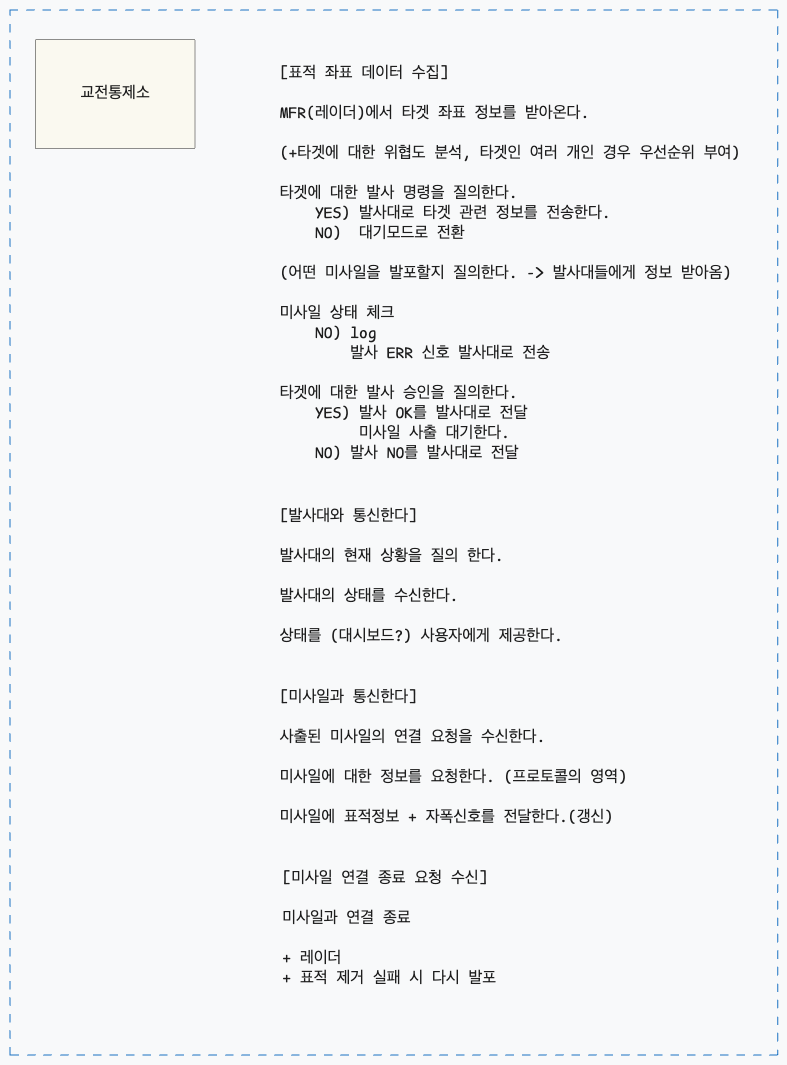 교전통제소
[표적 좌표 데이터 수집]
MFR(레이더)에서 타겟 좌표 정보를 받아온다.
(+타겟에 대한 위협도 분석, 타겟인 여러 개인 경우 우선순위 부여)
타겟에 대한 발사 명령을 질의한다.
YES) 발사대로 타겟 관련 정보를 전송한다.
NO) 대기모드로 전환
(어떤 미사일을 발포할지 질의한다. -> 발사대들에게 정보 받아옴)
미사일 상태 체크
NO) log
발사 ERR 신호 발사대로 전송
타겟에 대한 발사 승인을 질의한다.
YES) 발사 OK를 발사대로 전달
미사일 사출 대기한다.
NO) 발사 NO를 발사대로 전달
[발사대와 통신한다]
발사대의 현재 상황을 질의 한다.
발사대의 상태를 수신한다.
상태를 (대시보드?) 사용자에게 제공한다.
[미사일과 통신한다]
사출된 미사일의 연결 요청을 수신한다.
미사일에 대한 정보를 요청한다. (프로토콜의 영역)
미사일에 표적정보 + 자폭신호를 전달한다.(갱신)
[미사일 연결 종료 요청 수신]
미사일과 연결 종료
+ 레이더
+ 표적 제거 실패 시 다시 발포